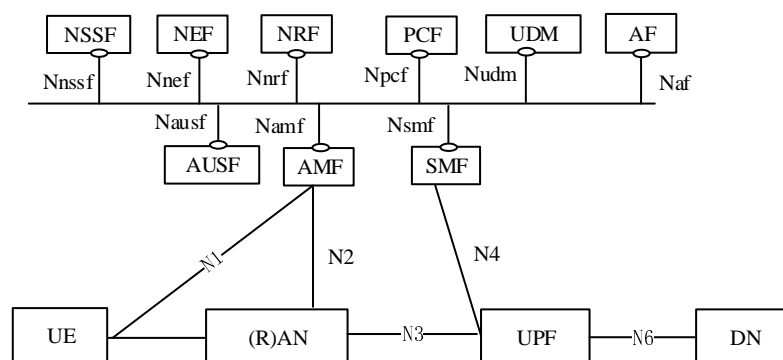 NSSF NEF NRF PCF UDM AF
Nnssf Nnef Nnrf Npcf Nudm Naf
Nausf Namf Nsmf
AUSF AMF SMF
N1 N2 N4
UE (R)AN N3 UPF N6 DN